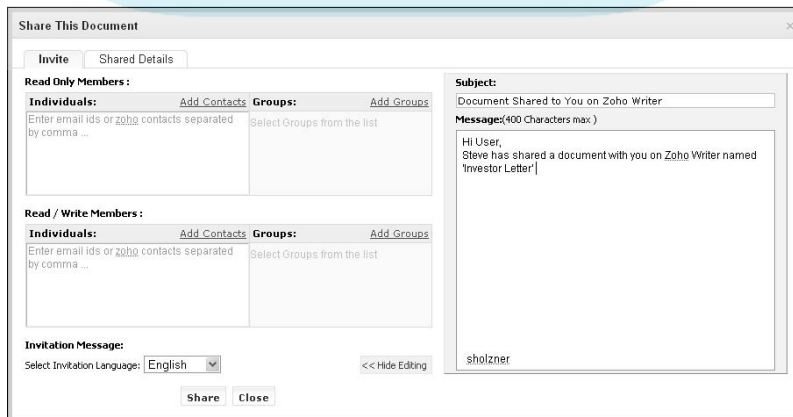 Share This Document
Invite
Shared Details
Read Only Members :
Individuals:
Add Contacts
Groups:
Add Groups
Enter email ids or zoho contacts separated
by comma ...
Select Groups from the list
Read / Write Members :
Individuals:
Add Contacts
Groups:
Add Groups
Enter email ids or zoho contacts separated
by comma ...
Select Groups from the list
Invitation Message:
Select Invitation Language:
English
<< Hide Editing
Share
Close
Subject:
Document Shared to You on Zoho Writer
Message:(400 Characters max )
Hi User,
Steve has shared a document with you on Zoho Writer named
'Investor Letter'
sholzner